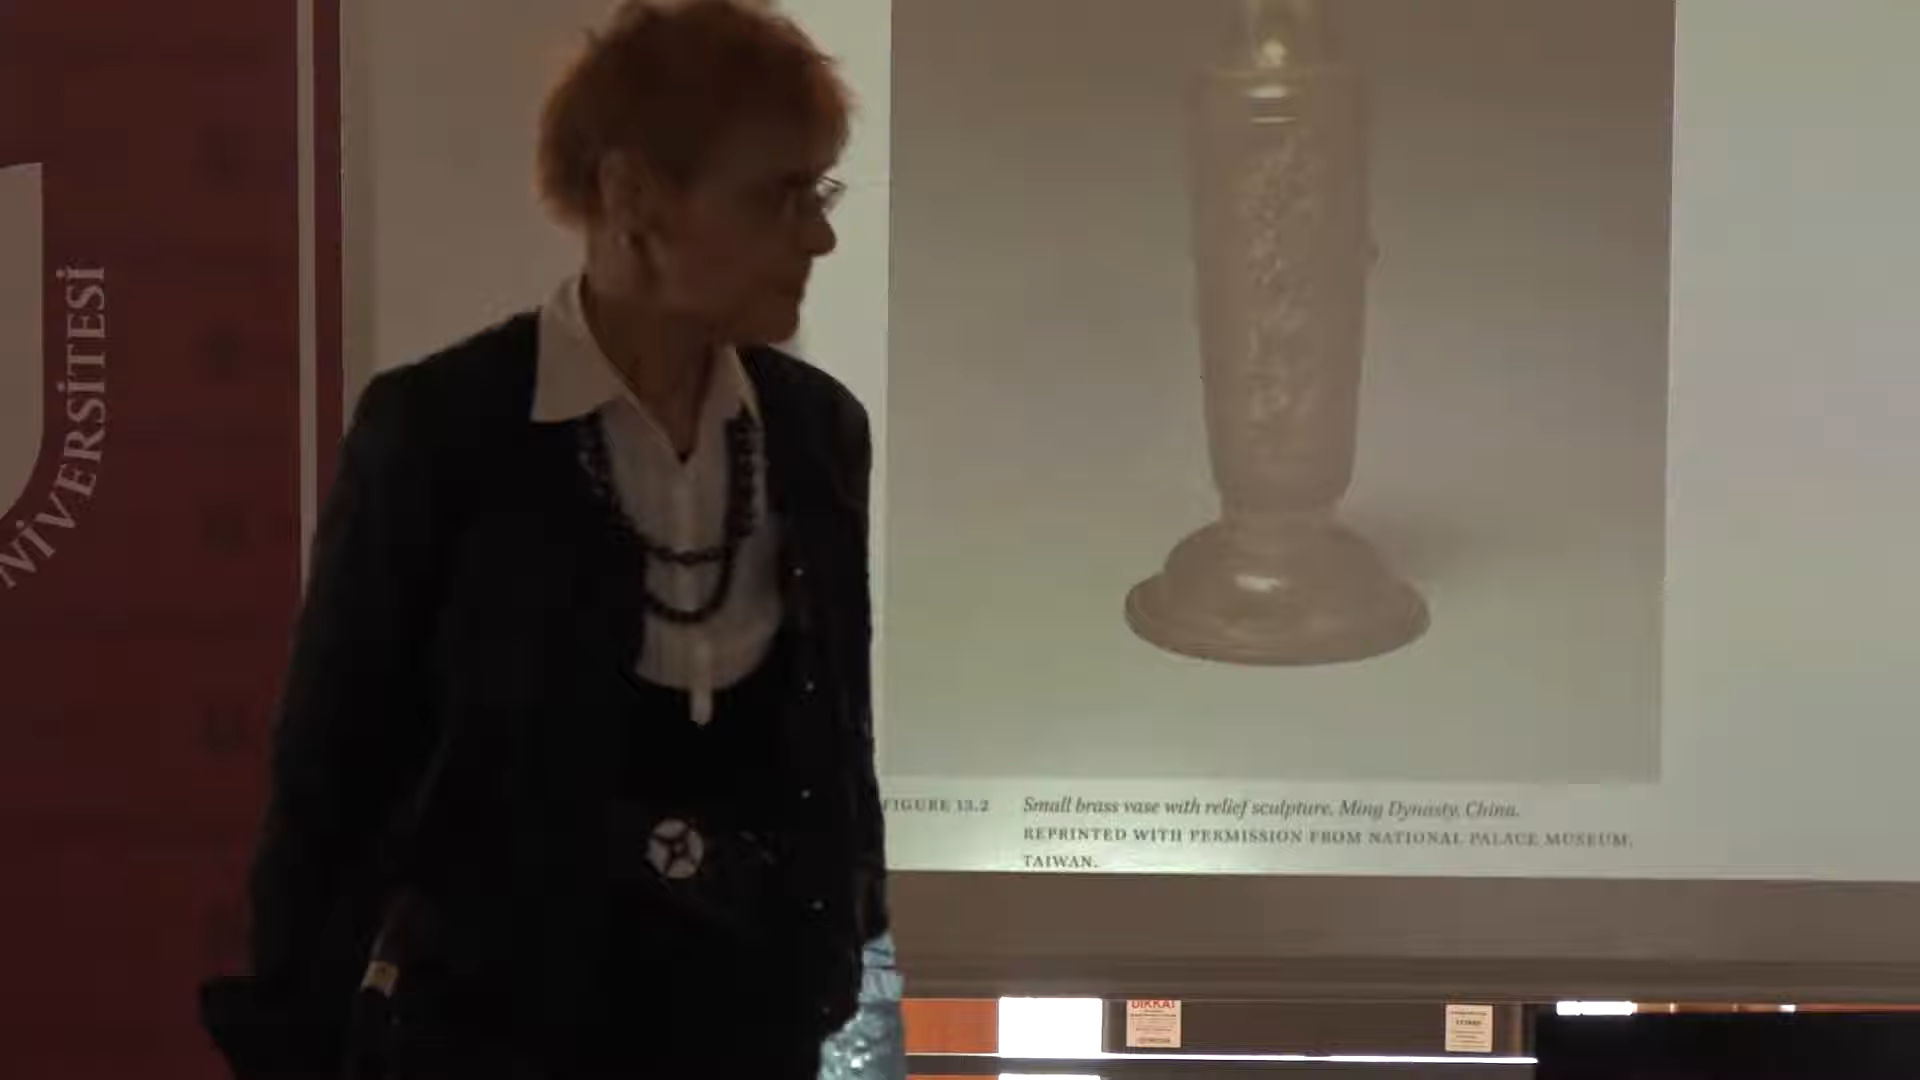 NİVERSİTESİ
FIGURE 13.2 Small brass vase with relief sculpture, Ming Dynasty, China.
REPRINTED WITH PERMISSION FROM NATIONAL PALACE MUSEUM,
TAIWAN.
DİKKAT